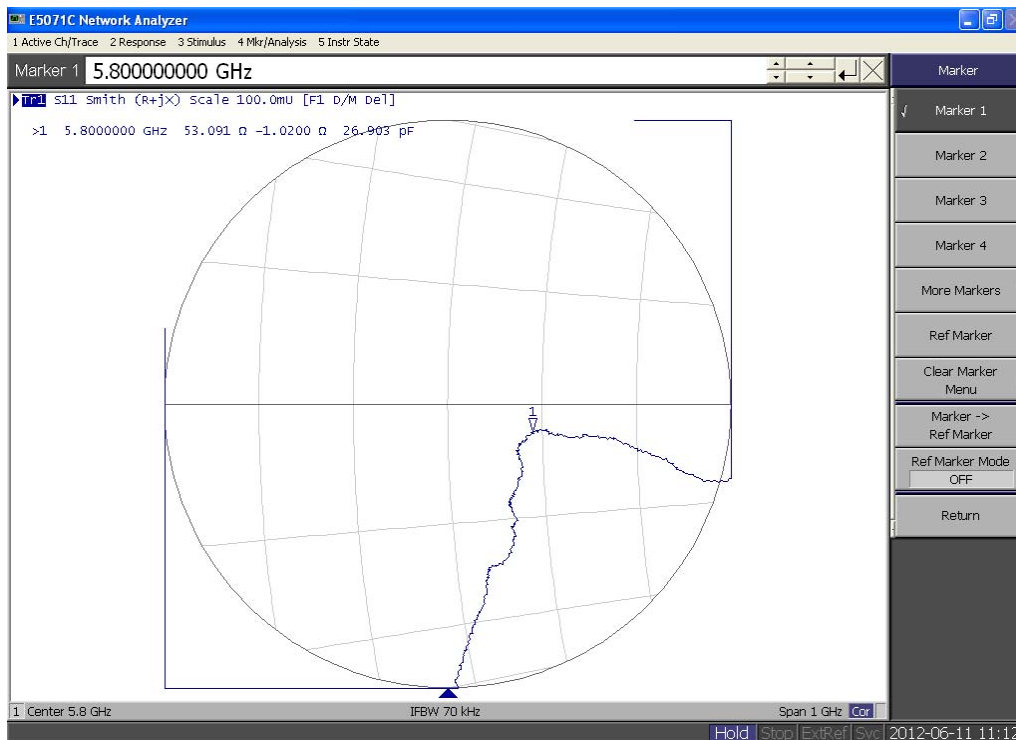 E5071C Network Analyzer
1 Active Ch/Trace 2 Response 3 Stimulus 4 Mkr/Analysis 5 Instr State
Marker 1 5.800000000 GHz
Marker
Tr1 S11 Smith (R+jX) Scale 100.0mU [F1 D/M Del]
>1 5.8000000 GHz 53.091 Ω -1.0200 Ω 26.903 pF
√ Marker 1
Marker 2
Marker 3
Marker 4
More Markers
Ref Marker
Clear Marker
Menu
1
Marker ->
Ref Marker
Ref Marker Mode
OFF
Return
1 Center 5.8 GHz IFBW 70 kHz Span 1 GHz Cor
Hold Stop ExtRef Svc 2012-06-11 11:12